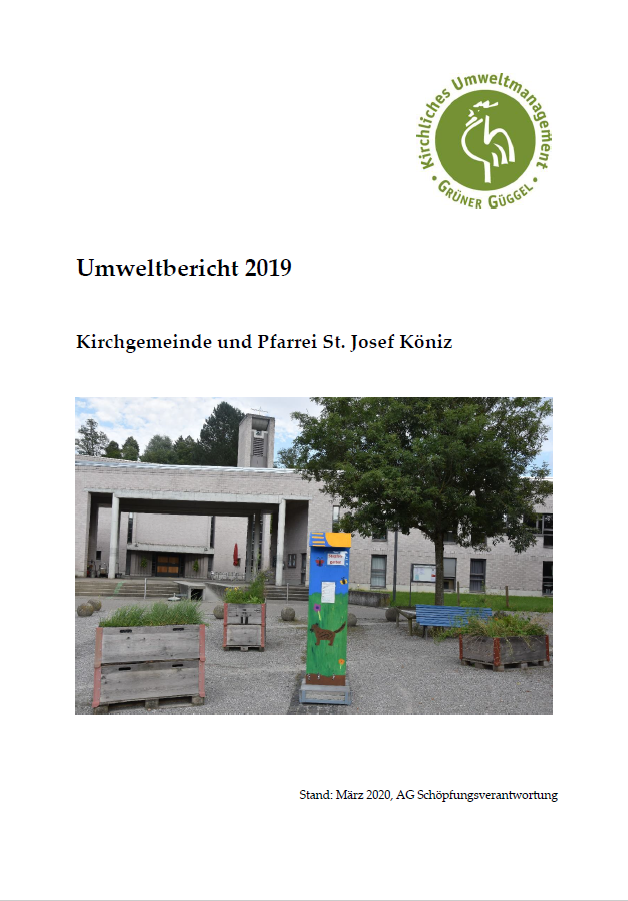 Kirchliches Umweltmanagement
• GRÜNER GÜGGEL •
Umweltbericht 2019
Kirchgemeinde und Pfarrei St. Josef Köniz
Stand: März 2020, AG Schöpfungsverantwortung